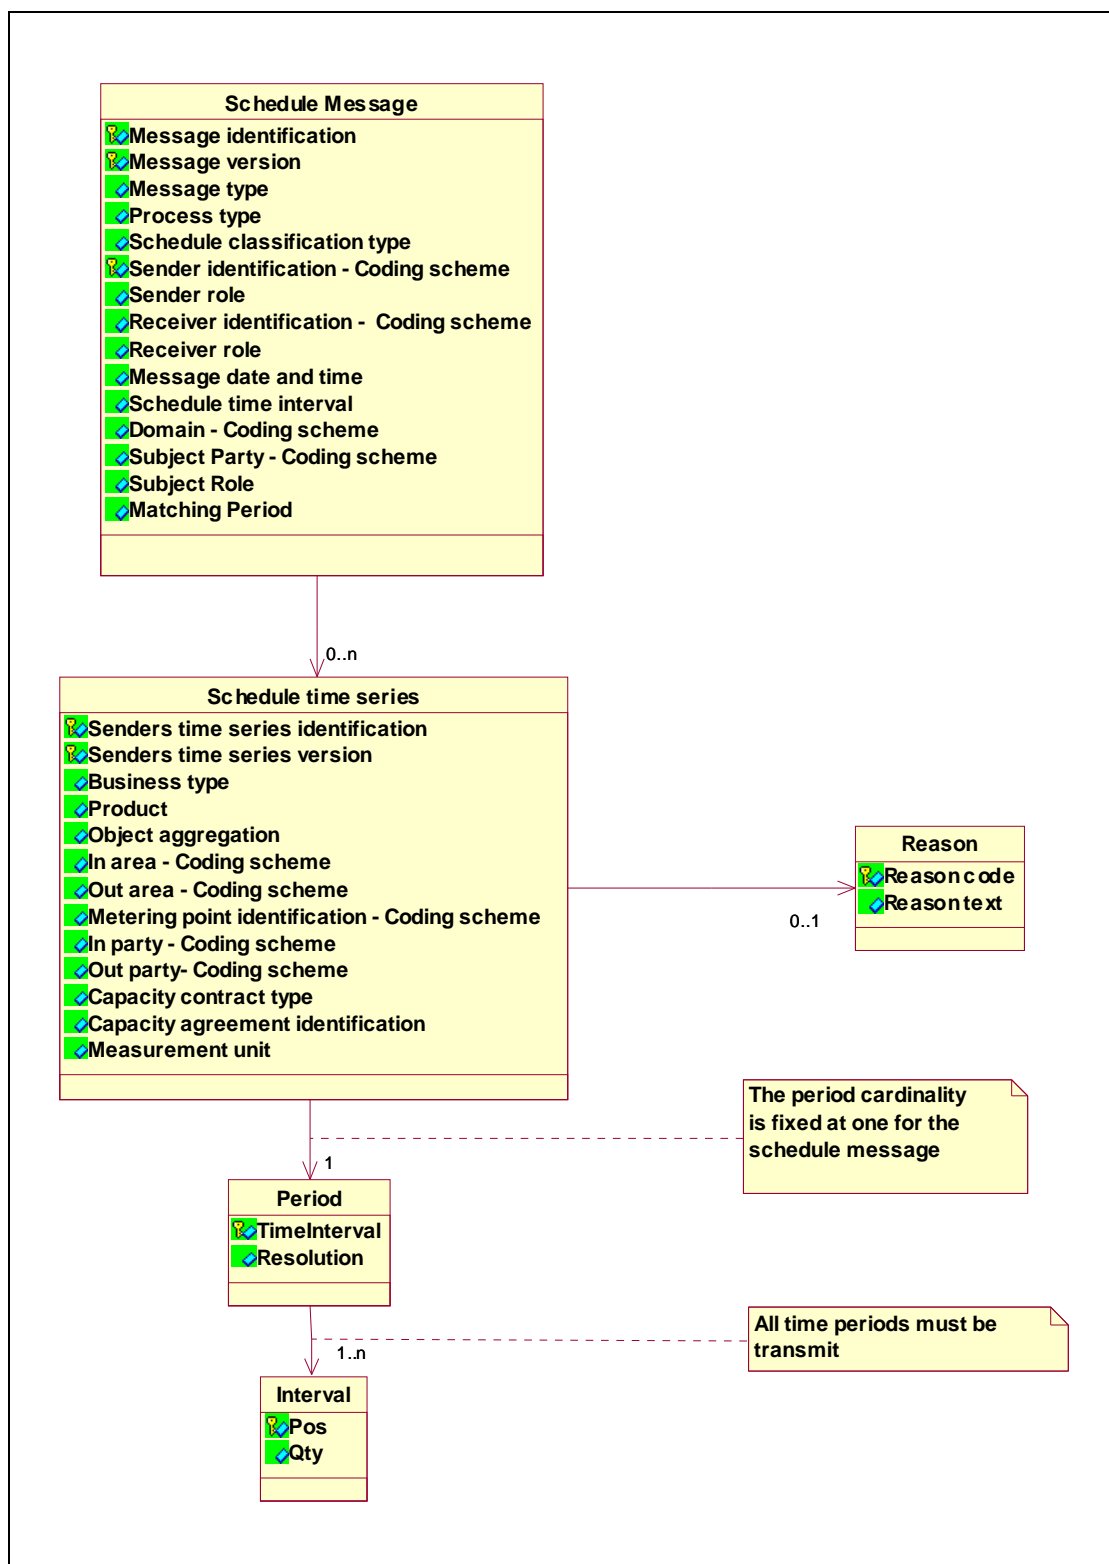 Schedule Message
Message identification
Message version
Message type
Process type
Schedule classification type
Sender identification - Coding scheme
Sender role
Receiver identification -  Coding scheme
Receiver role
Message date and time
Schedule time interval
Domain - Coding scheme
Subject Party - Coding scheme
Subject Role
Matching Period
0..n
Schedule time series
Senders time series identification
Senders time series version
Business type
Product
Object aggregation
In area - Coding scheme
Out area - Coding scheme
Metering point identification - Coding scheme
In party - Coding scheme
Out party- Coding scheme
Capacity contract type
Capacity agreement identification
Measurement unit
Reason
Reason code
Reason text
0..1
The period cardinality
is fixed at one for the
schedule message
1
Period
TimeInterval
Resolution
All time periods must be
transmit
1..n
Interval
Pos
Qty